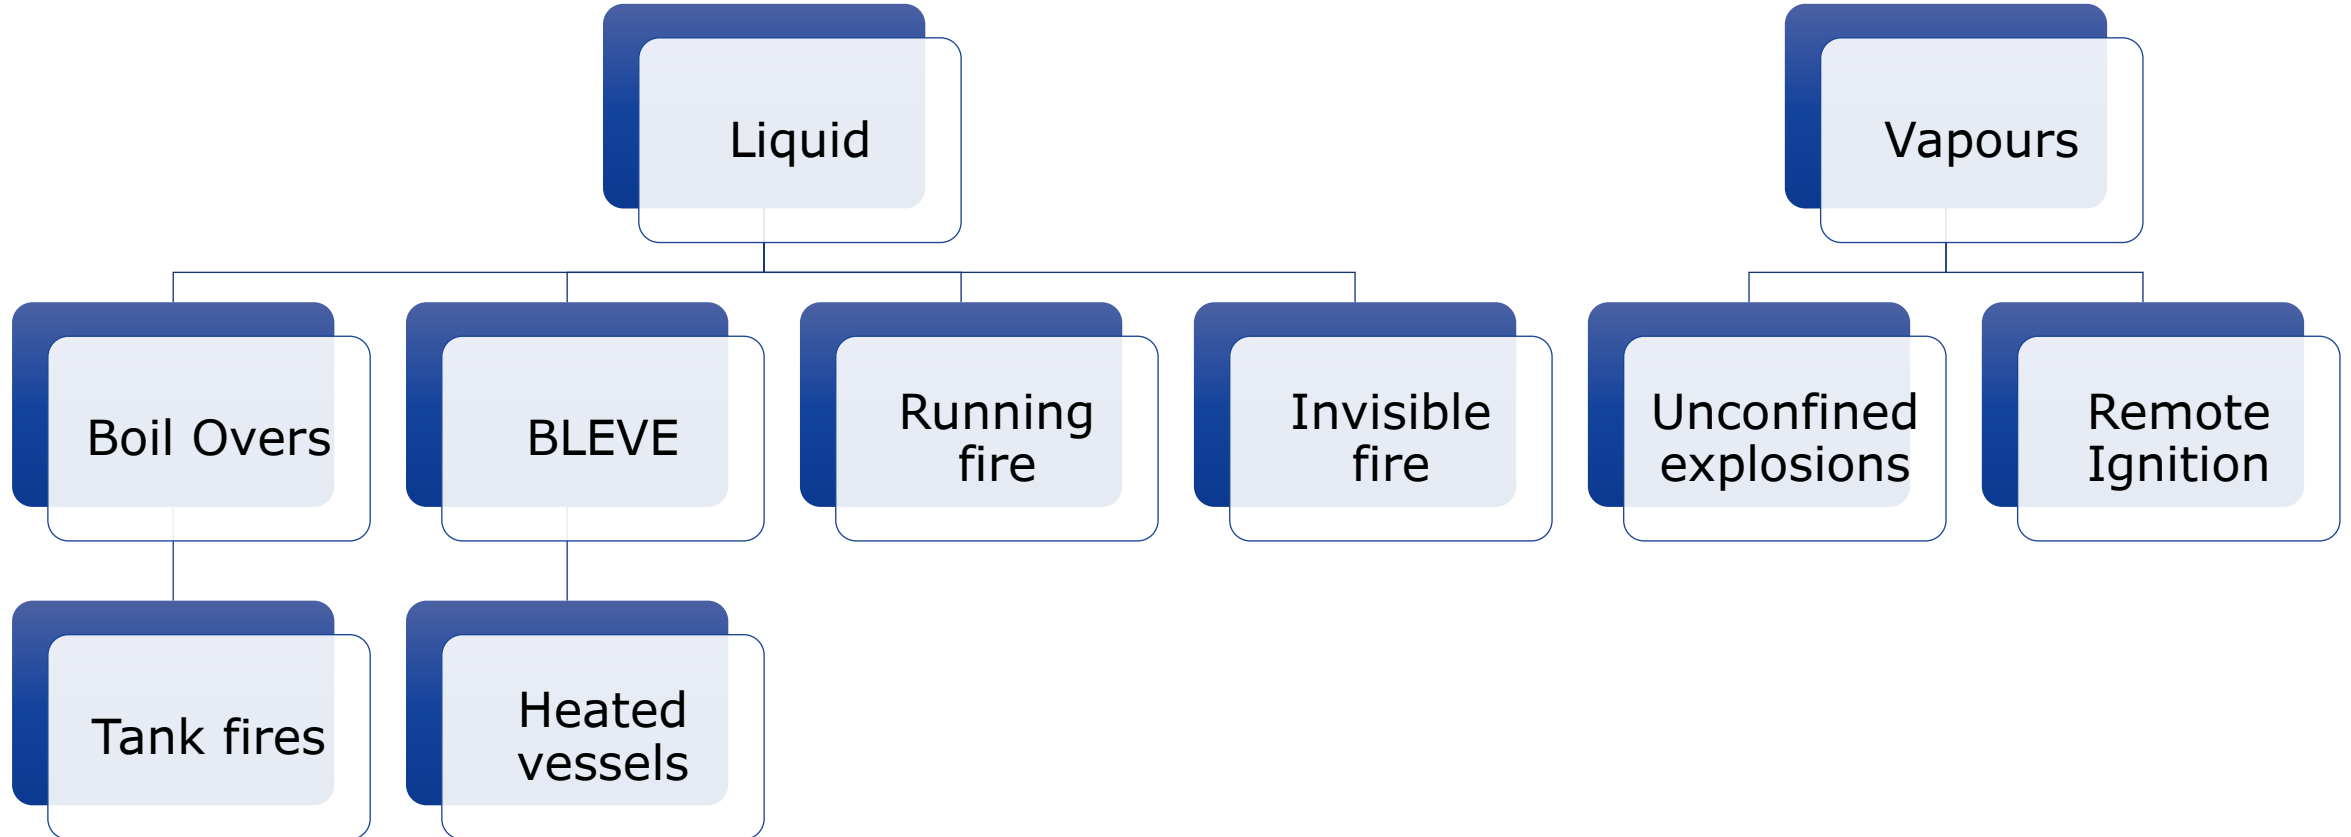 Liquid
Vapours
Boil Overs
BLEVE
Running
fire
Invisible
fire
Unconfined
explosions
Remote
Ignition
Tank fires
Heated
vessels